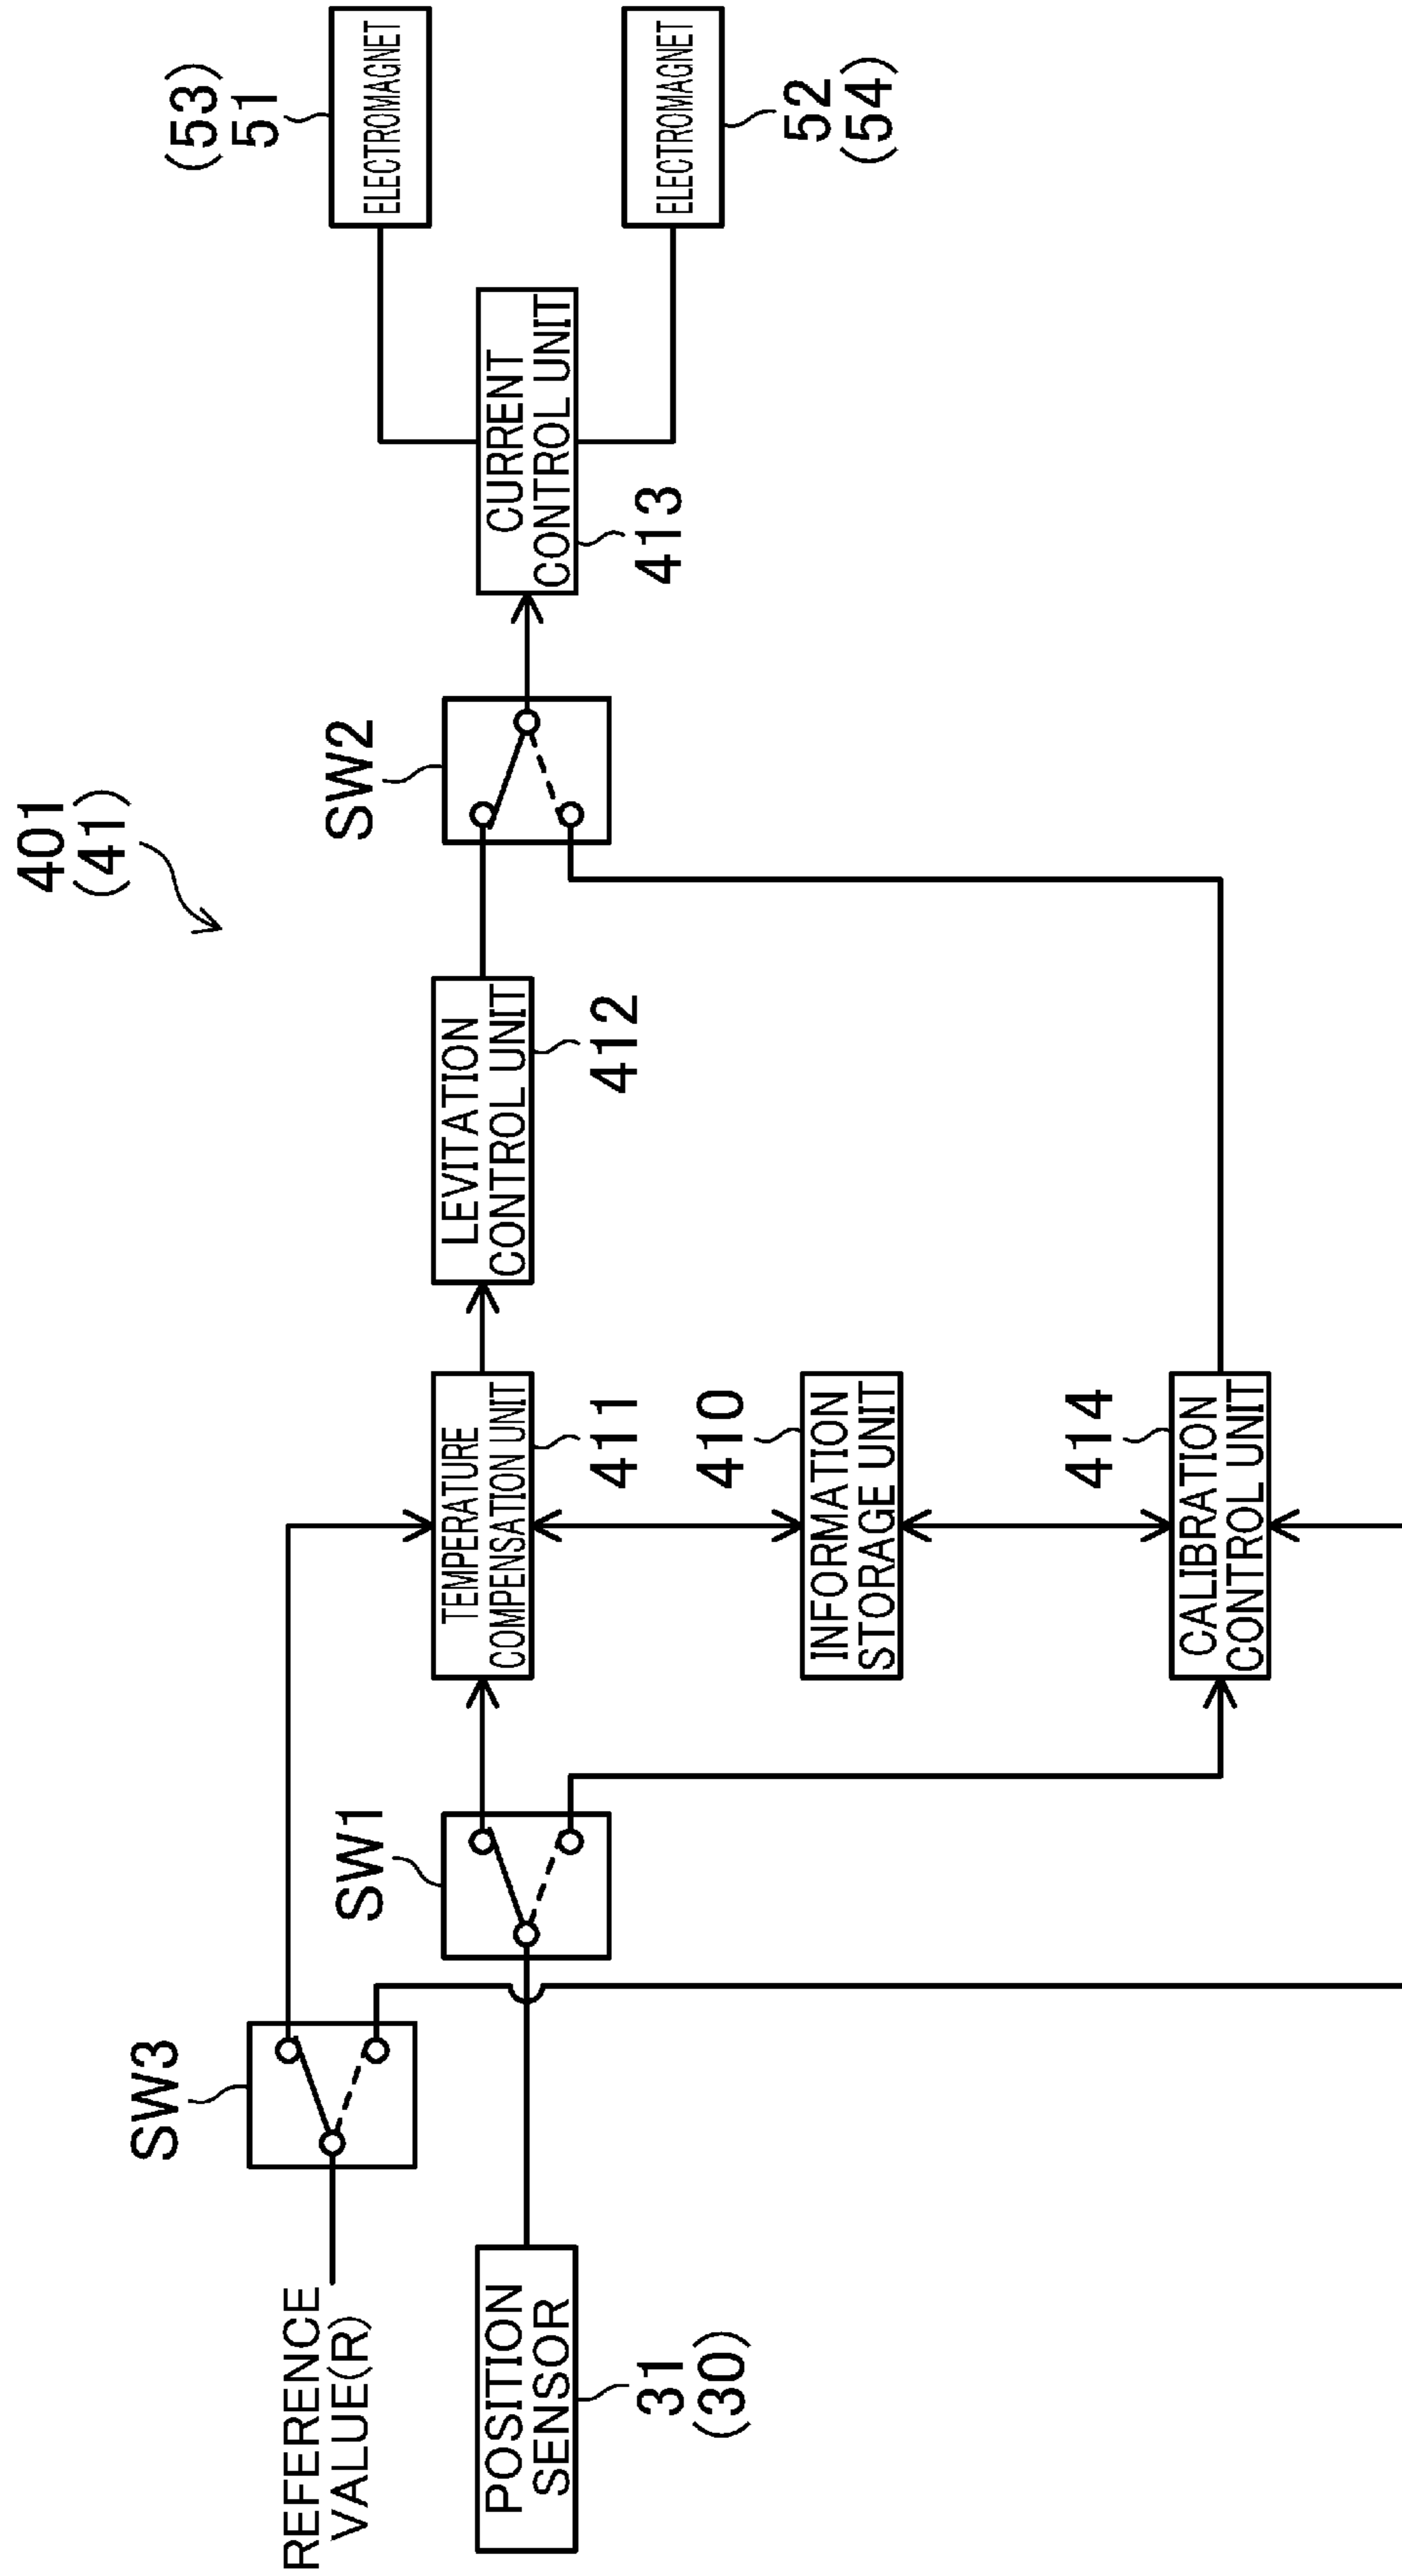 401
(41)
SW3
REFERENCE
VALUE(R)
POSITION
SENSOR
31
(30)
SW1
TEMPERATURE
COMPENSATION UNIT
411
INFORMATION
STORAGE UNIT
410
CALIBRATION
CONTROL UNIT
414
LEVITATION
CONTROL UNIT
412
SW2
CURRENT
CONTROL UNIT
413
(53)
51
ELECTROMAGNET
ELECTROMAGNET
52
(54)